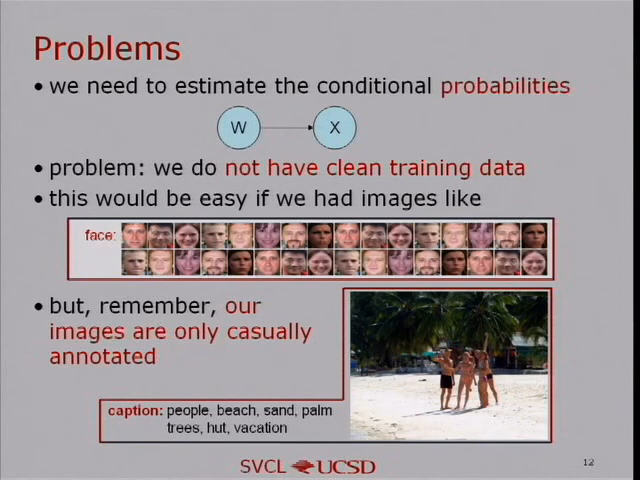 Problems
• we need to estimate the conditional probabilities
W X
• problem: we do not have clean training data
• this would be easy if we had images like
face:
• but, remember, our
images are only casually
annotated
caption: people, beach, sand, palm
trees, hut, vacation
SVCL UCSD
12